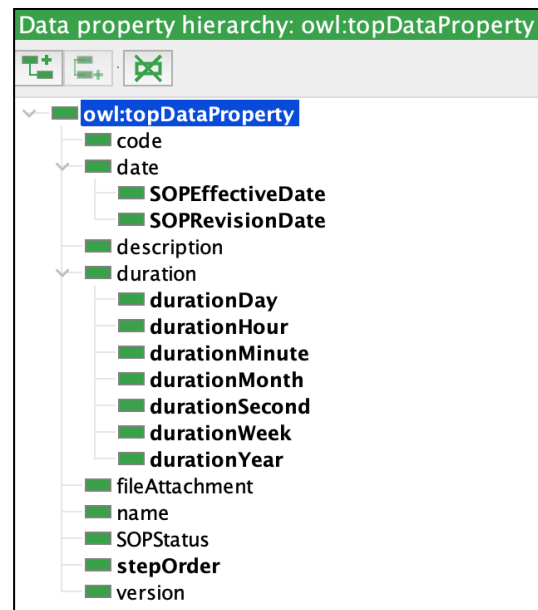 Data property hierarchy: owl:topDataProperty
owl:topDataProperty
code
date
SOPEffectiveDate
SOPRevisionDate
description
duration
durationDay
durationHour
durationMinute
durationMonth
durationSecond
durationWeek
durationYear
fileAttachment
name
SOPStatus
stepOrder
version